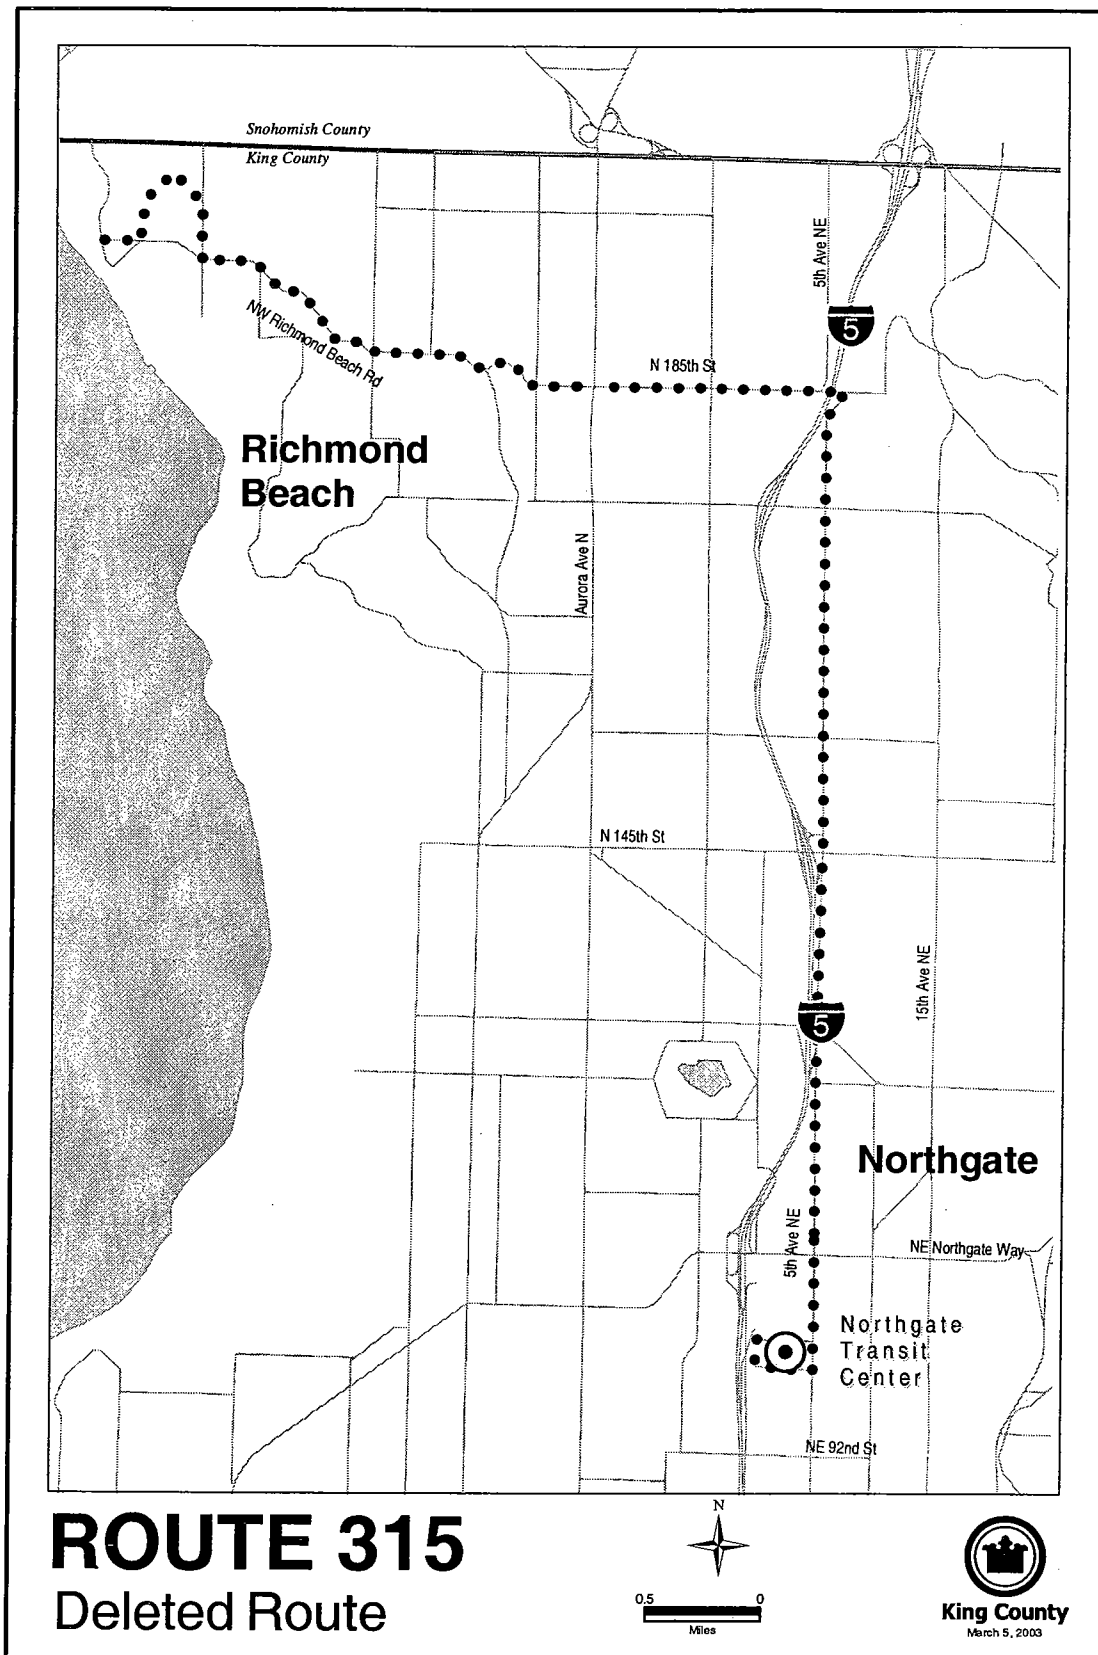 Snohomish County
King County
5th Ave NE
5
NW Richmond Beach Rd
N 185th St
Richmond
Beach
Aurora Ave N
N 145th St
15th Ave NE
5
Northgate
5th Ave NE
NE Northgate Way
Northgate
Transit
Center
NE 92nd St
ROUTE 315
Deleted Route
N
0.5 0
Miles
King County
March 5, 2003